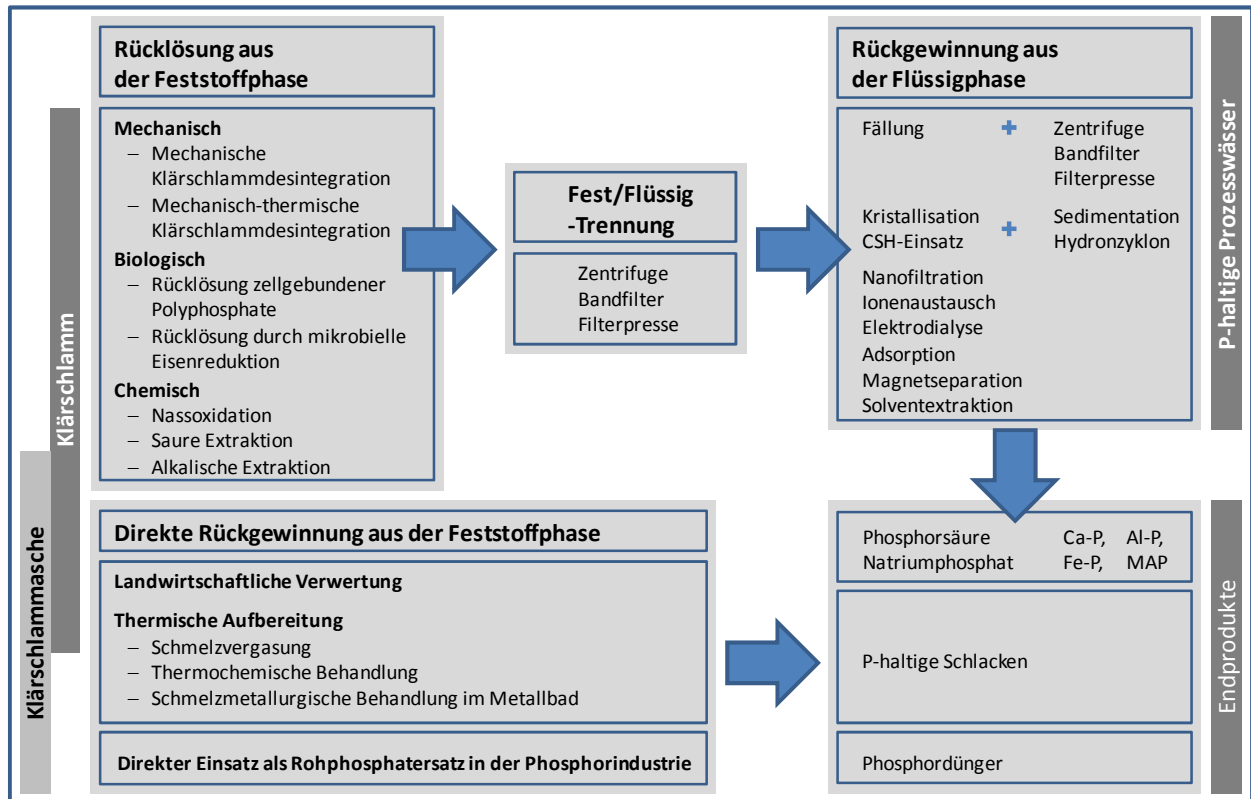 Rücklösung aus
der Feststoffphase
Mechanisch
– Mechanische
Klärschlammdesintegration
– Mechanisch-thermische
Klärschlammdesintegration
Biologisch
– Rücklösung zellgebundener
Polyphosphate
– Rücklösung durch mikrobielle
Eisenreduktion
Chemisch
– Nassoxidation
– Saure Extraktion
– Alkalische Extraktion
Klärschlamm
Klärschlammasche
Fest/Flüssig
-Trennung
Zentrifuge
Bandfilter
Filterpresse
Rückgewinnung aus
der Flüssigphase
Fällung + Zentrifuge
Bandfilter
Filterpresse
Kristallisation + Sedimentation
CSH-Einsatz Hydronzyklon
Nanofiltration
Ionenaustausch
Elektrodialyse
Adsorption
Magnetseparation
Solventextraktion
P-haltige Prozesswässer
Direkte Rückgewinnung aus der Feststoffphase
Landwirtschaftliche Verwertung
Thermische Aufbereitung
– Schmelzvergasung
– Thermochemische Behandlung
– Schmelzmetallurgische Behandlung im Metallbad
Direkter Einsatz als Rohphosphatersatz in der Phosphorindustrie
Phosphorsäure Ca-P, Al-P,
Natriumphosphat Fe-P, MAP
P-haltige Schlacken
Phosphordünger
Endprodukte